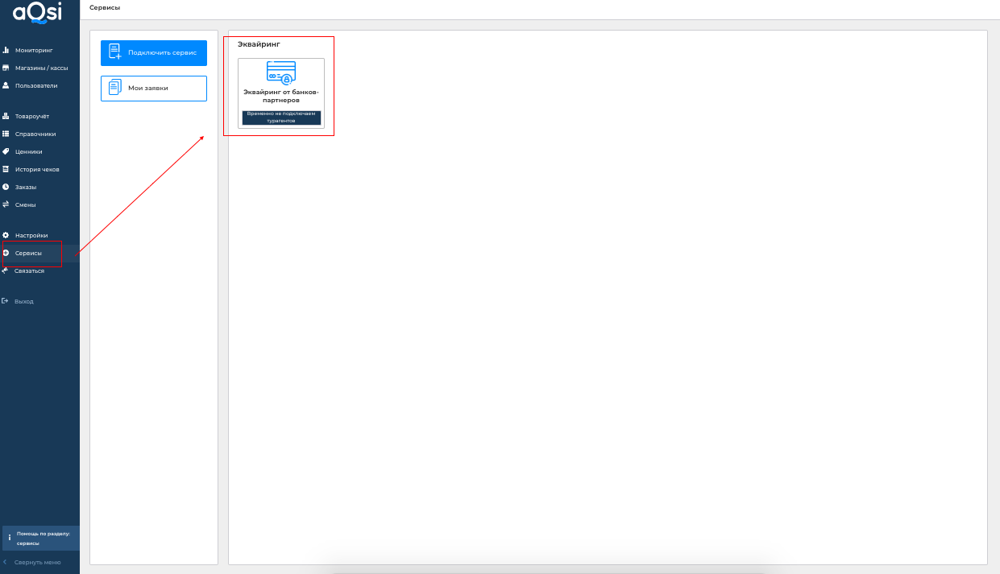 aQsi
Сервисы
Мониторинг
Магазины / кассы
Пользователи
Товароучёт
Справочники
Ценники
История чеков
Заказы
Смены
Настройки
Сервисы
Связаться
Выход
Помощь по разделу:
сервисы
Свернуть меню
Подключить сервис
Мои заявки
Эквайринг
Эквайринг от банков-
партнеров
Временно не подключаем
турагентов